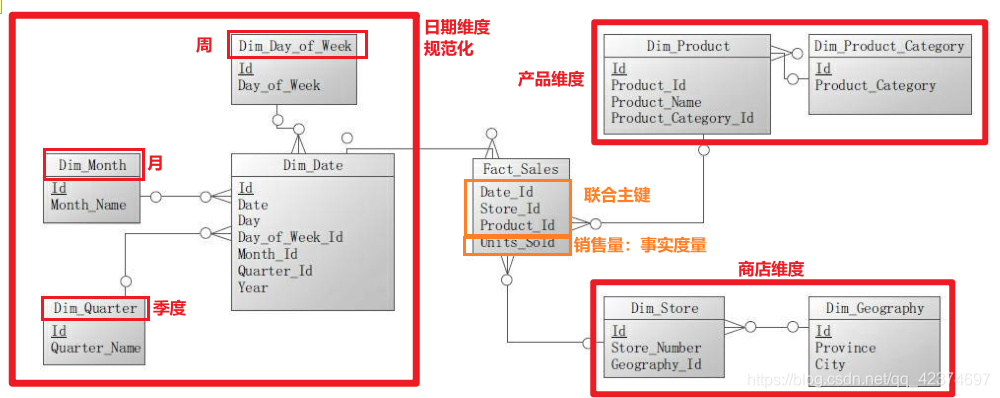 日期维度
规范化
周
Dim_Day_of_Week
Id
Day_of_Week
月
Dim_Month
Id
Month_Name
Dim_Date
Id
Date
Day
Day_of_Week_Id
Month_Id
Quarter_Id
Year
季度
Dim_Quarter
Id
Quarter_Name
Fact_Sales
Date_Id
Store_Id
Product_Id
Units_Sold
联合主键
销售量：事实度量
产品维度
Dim_Product
Id
Product_Id
Product_Name
Product_Category_Id
Dim_Product_Category
Id
Product_Category
商店维度
Dim_Store
Id
Store_Number
Geography_Id
Dim_Geography
Id
Province
City
https://blog.csdn.net/qq_42374697